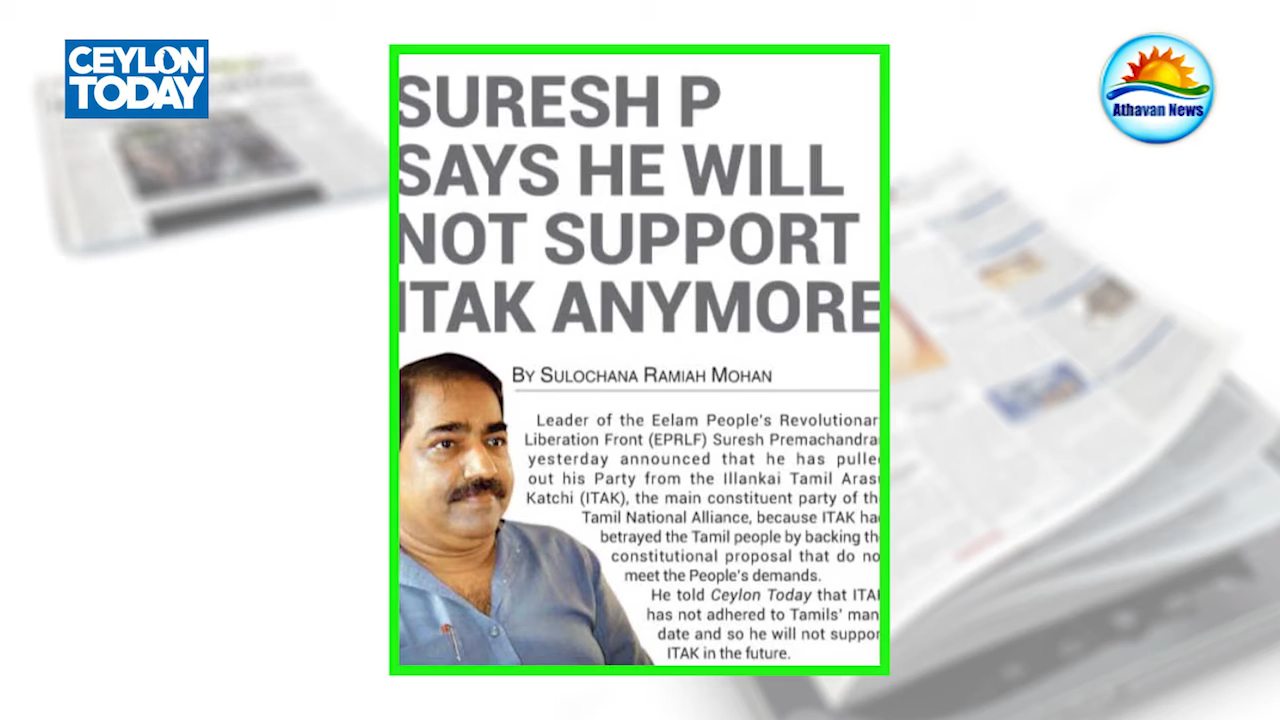 CEYLON
TODAY
Athavan News
SURESH P
SAYS HE WILL
NOT SUPPORT
ITAK ANYMORE
By Sulochana Ramiah Mohan
Leader of the Eelam People's Revolutionar
Liberation Front (EPRLF) Suresh Premachandra
yesterday announced that he has pulle
out his Party from the Illankai Tamil Aras
Katchi (ITAK), the main constituent party of th
Tamil National Alliance, because ITAK ha
betrayed the Tamil people by backing th
constitutional proposal that do no
meet the People's demands.
He told Ceylon Today that ITA
has not adhered to Tamils' man
date and so he will not suppor
ITAK in the future.